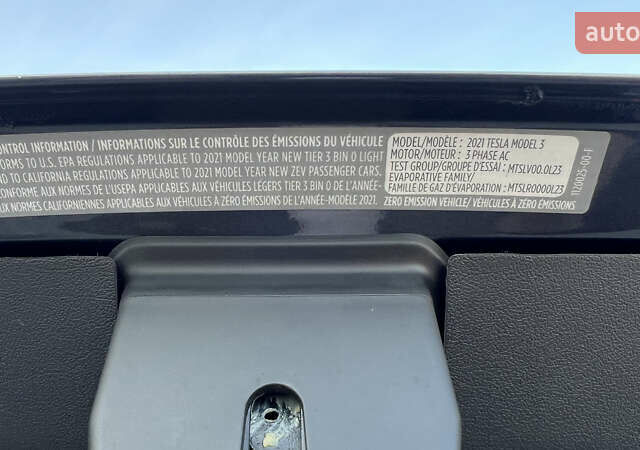 auto
ONTROL INFORMATION / INFORMATIONS SUR LE CONTRÔLE DES ÉMISSIONS DU VÉHICULE
FORMS TO U.S. EPA REGULATIONS APPLICABLE TO 2021 MODEL YEAR NEW TIER 3 BIN 0 LIGHT
ND TO CALIFORNIA REGULATIONS APPLICABLE TO 2021 MODEL YEAR NEW ZEV PASSENGER CARS.
CONFORME AUX NORMES DE L'USEPA APPLICABLES AUX VÉHICULES LÉGERS TIER 3 BIN 0 DE L'ANNÉE-
AUX NORMES CALIFORNIENNES APPLICABLES AUX VÉHICULES À ZÉRO ÉMISSIONS DE L'ANNÉE-MODÈLE 2021.
MODEL/MODÈLE: 2021 TESLA MODEL 3
MOTOR/MOTEUR: 3 PHASE AC
TEST GROUP/GROUPE D'ESSAI: MTSLV00.0L23
EVAPORATIVE FAMILY/
FAMILLE DE GAZ D'ÉVAPORATION: MTSLR0000L23
ZERO EMISSION VEHICLE/ VÉHICULES À ZÉRO ÉMISSIONS
1120025-00-F